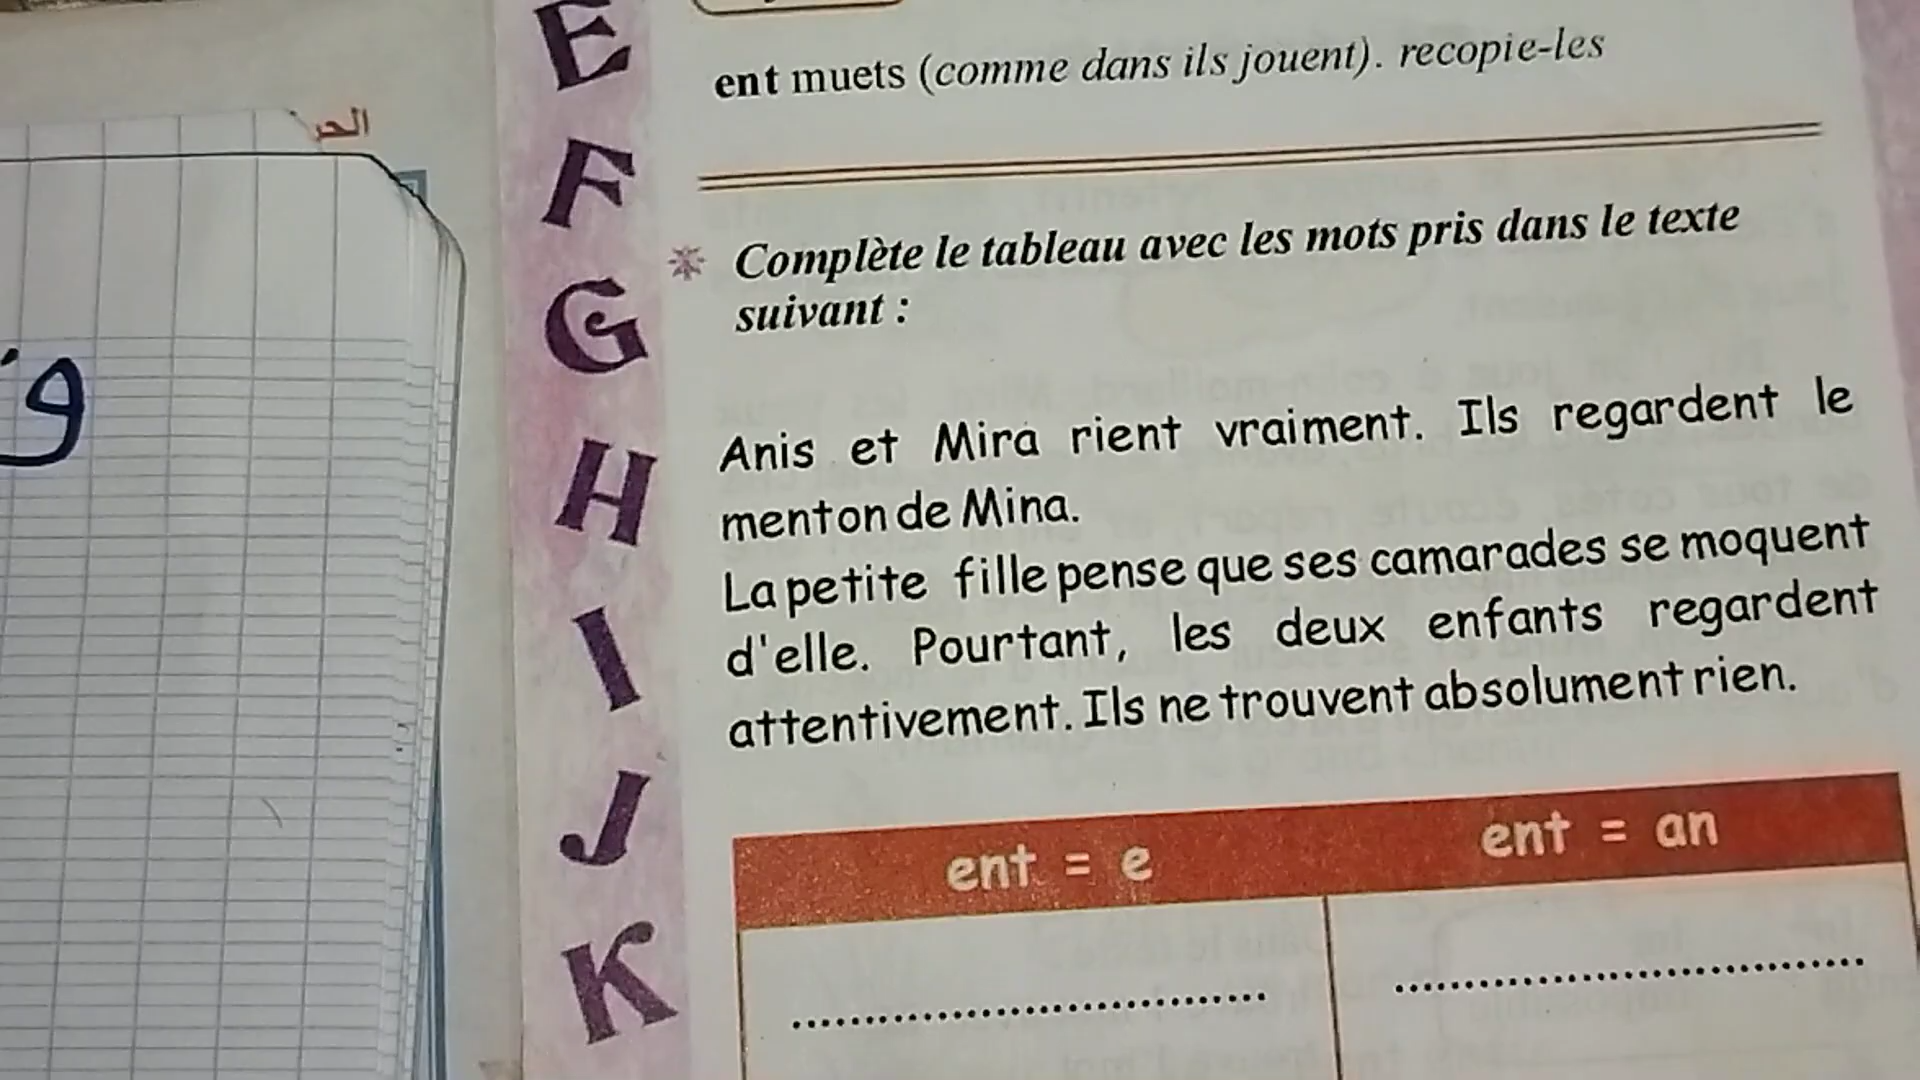 E
F
G
H
I
J
K
ent muets (comme dans ils jouent). recopie-les
Complète le tableau avec les mots pris dans le texte
suivant :
Anis et Mira rient vraiment. Ils regardent le
menton de Mina.
La petite fille pense que ses camarades se moquent
d'elle. Pourtant, les deux enfants regardent
attentivement. Ils ne trouvent absolument rien.
ent = e
ent = an